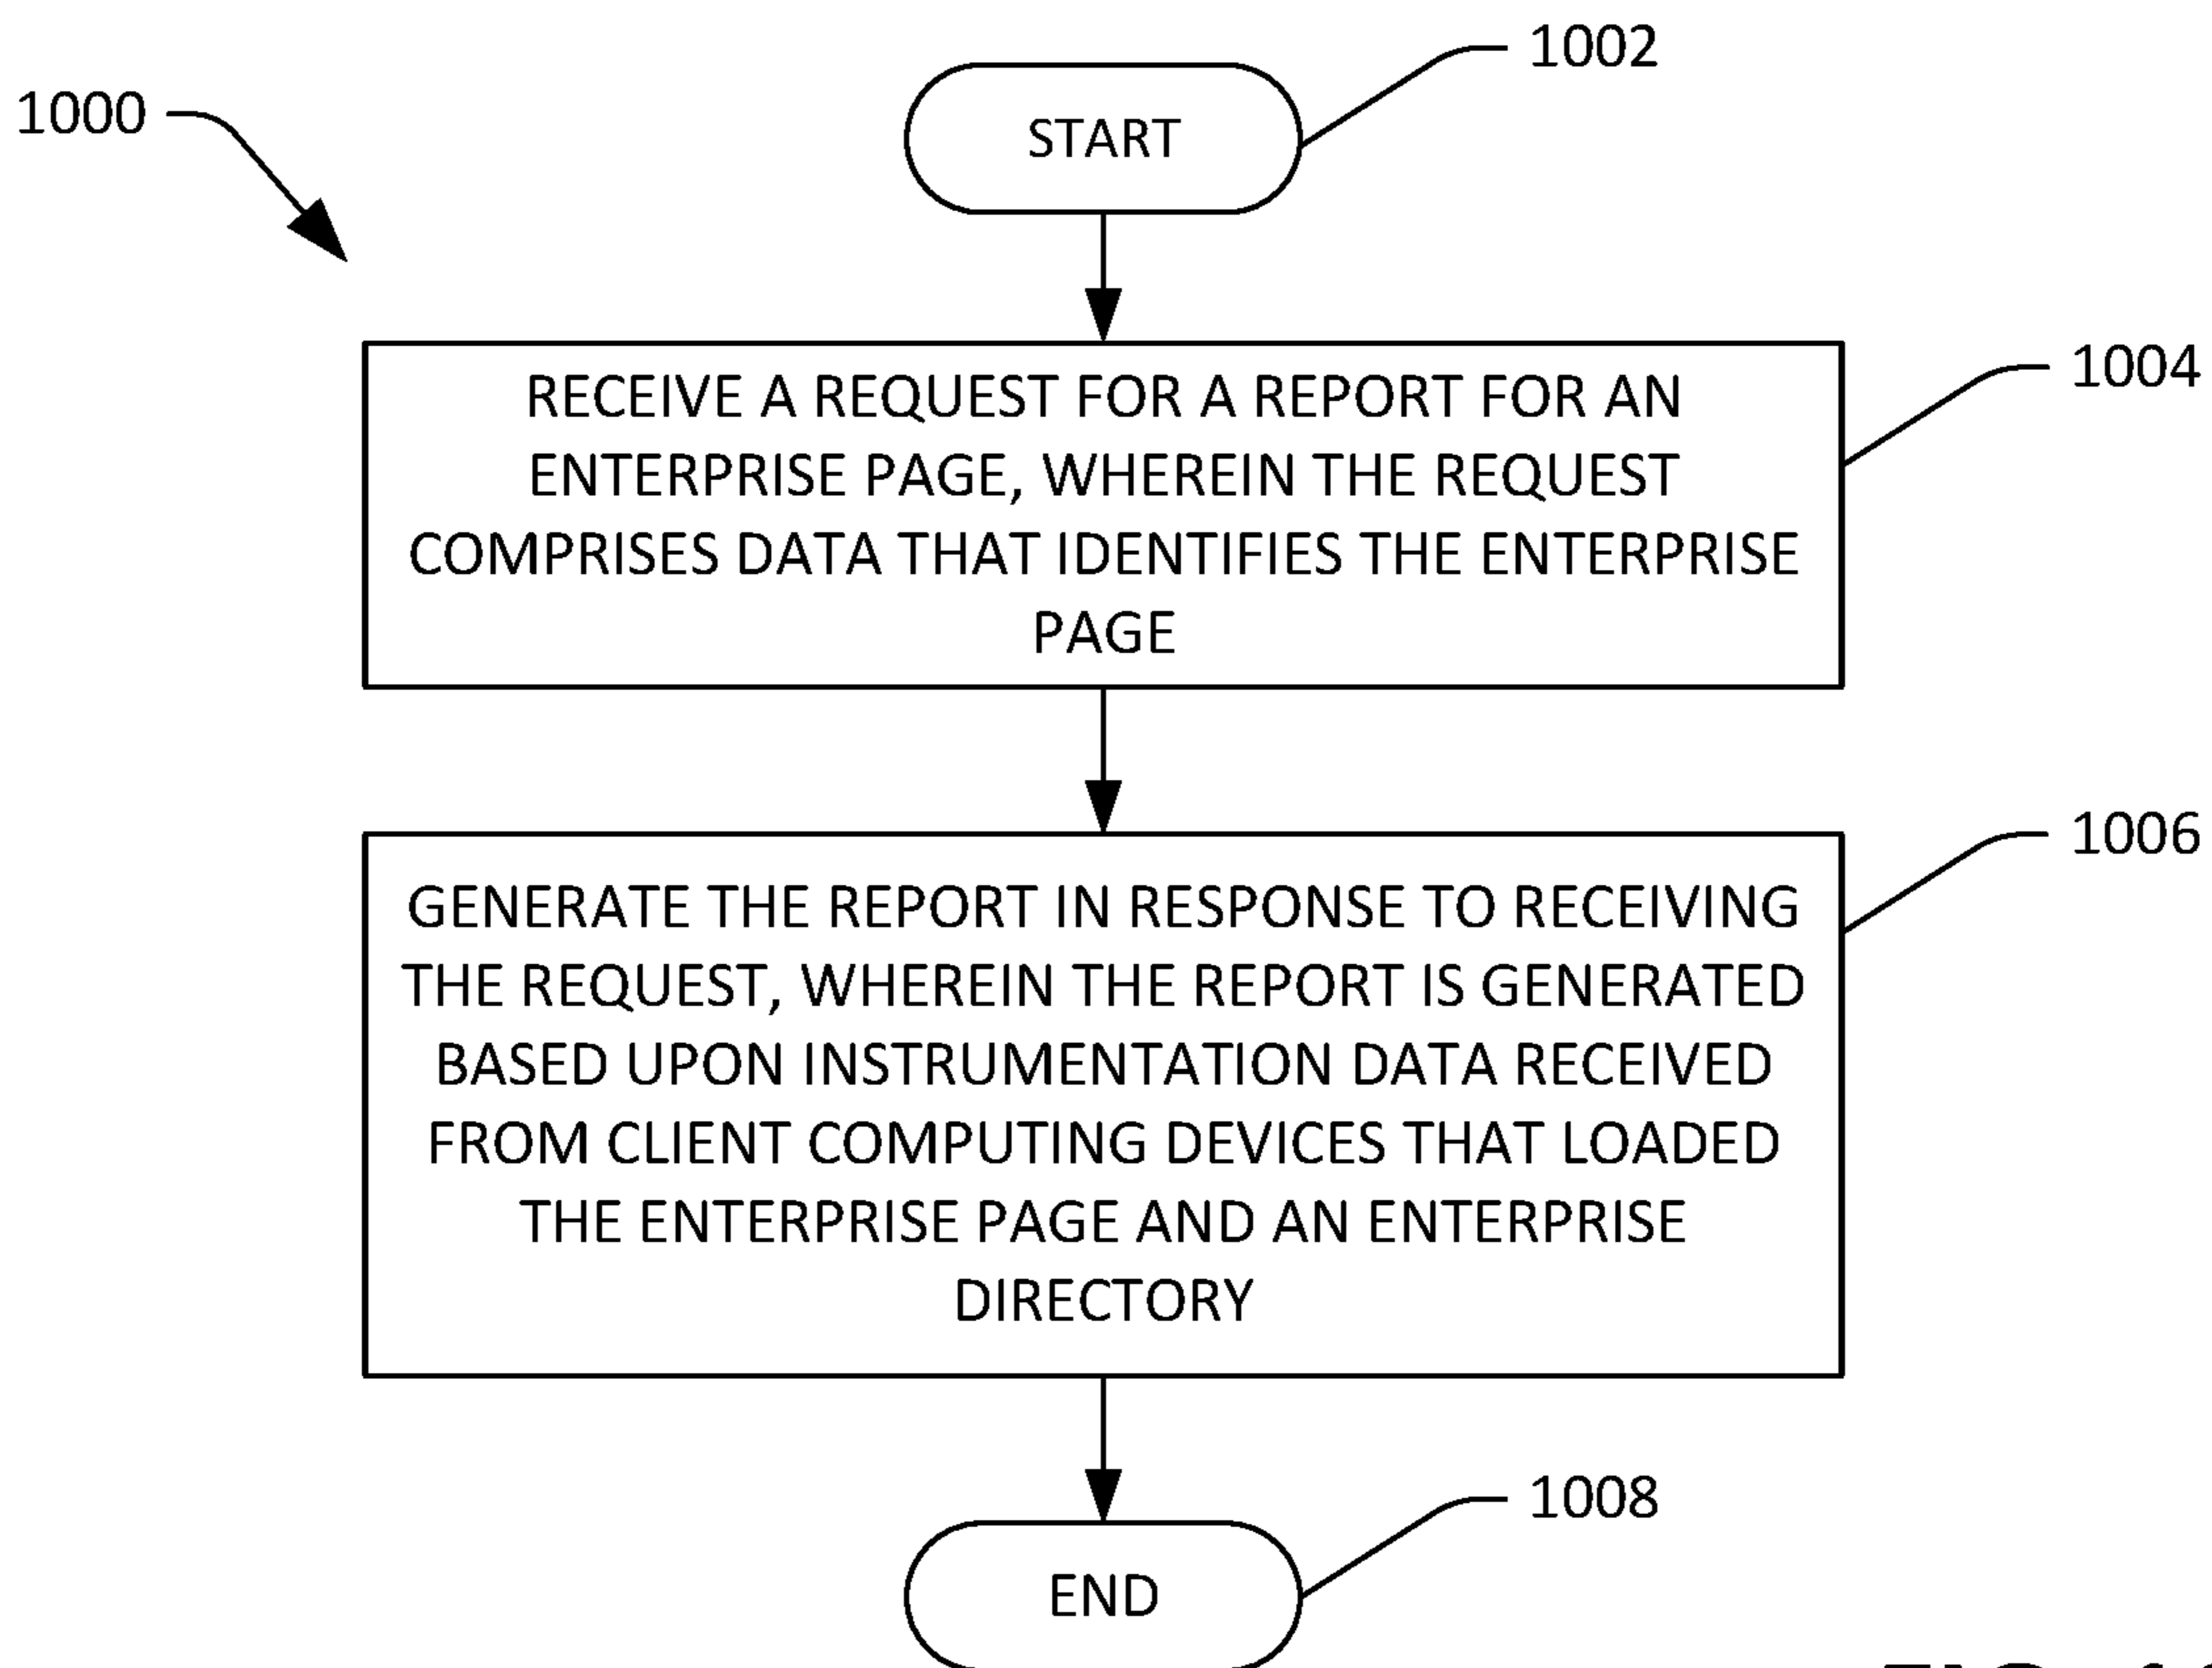 1002
1000
START
1004
RECEIVE A REQUEST FOR A REPORT FOR AN
ENTERPRISE PAGE, WHEREIN THE REQUEST
COMPRISES DATA THAT IDENTIFIES THE ENTERPRISE
PAGE
1006
GENERATE THE REPORT IN RESPONSE TO RECEIVING
THE REQUEST, WHEREIN THE REPORT IS GENERATED
BASED UPON INSTRUMENTATION DATA RECEIVED
FROM CLIENT COMPUTING DEVICES THAT LOADED
THE ENTERPRISE PAGE AND AN ENTERPRISE
DIRECTORY
1008
END